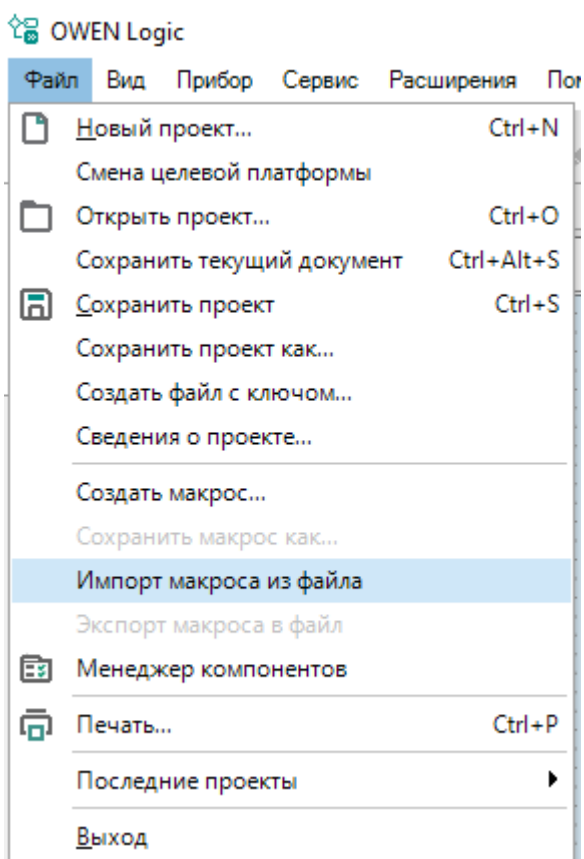 OWEN Logic
Файл Вид Прибор Сервис Расширения
Новый проект... Ctrl+N
Смена целевой платформы
Открыть проект... Ctrl+O
Сохранить текущий документ Ctrl+Alt+S
Сохранить проект Ctrl+S
Сохранить проект как...
Создать файл с ключом...
Сведения о проекте...
Создать макрос...
Сохранить макрос как...
Импорт макроса из файла
Экспорт макроса в файл
Менеджер компонентов
Печать... Ctrl+P
Последние проекты
Выход